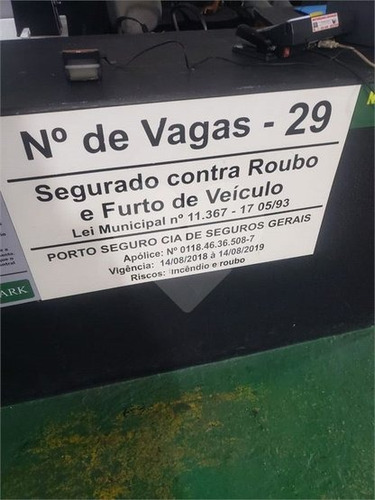 Nº de Vagas - 29
Segurado contra Roubo
e Furto de Veículo
Lei Municipal nº 11.367 - 17 05/93
PORTO SEGURO CIA DE SEGUROS GERAIS
Apólice: Nº 0118.46.36.508-7
Vigência: 14/08/2018 à 14/08/2019
Riscos: Incêndio e roubo
ARK